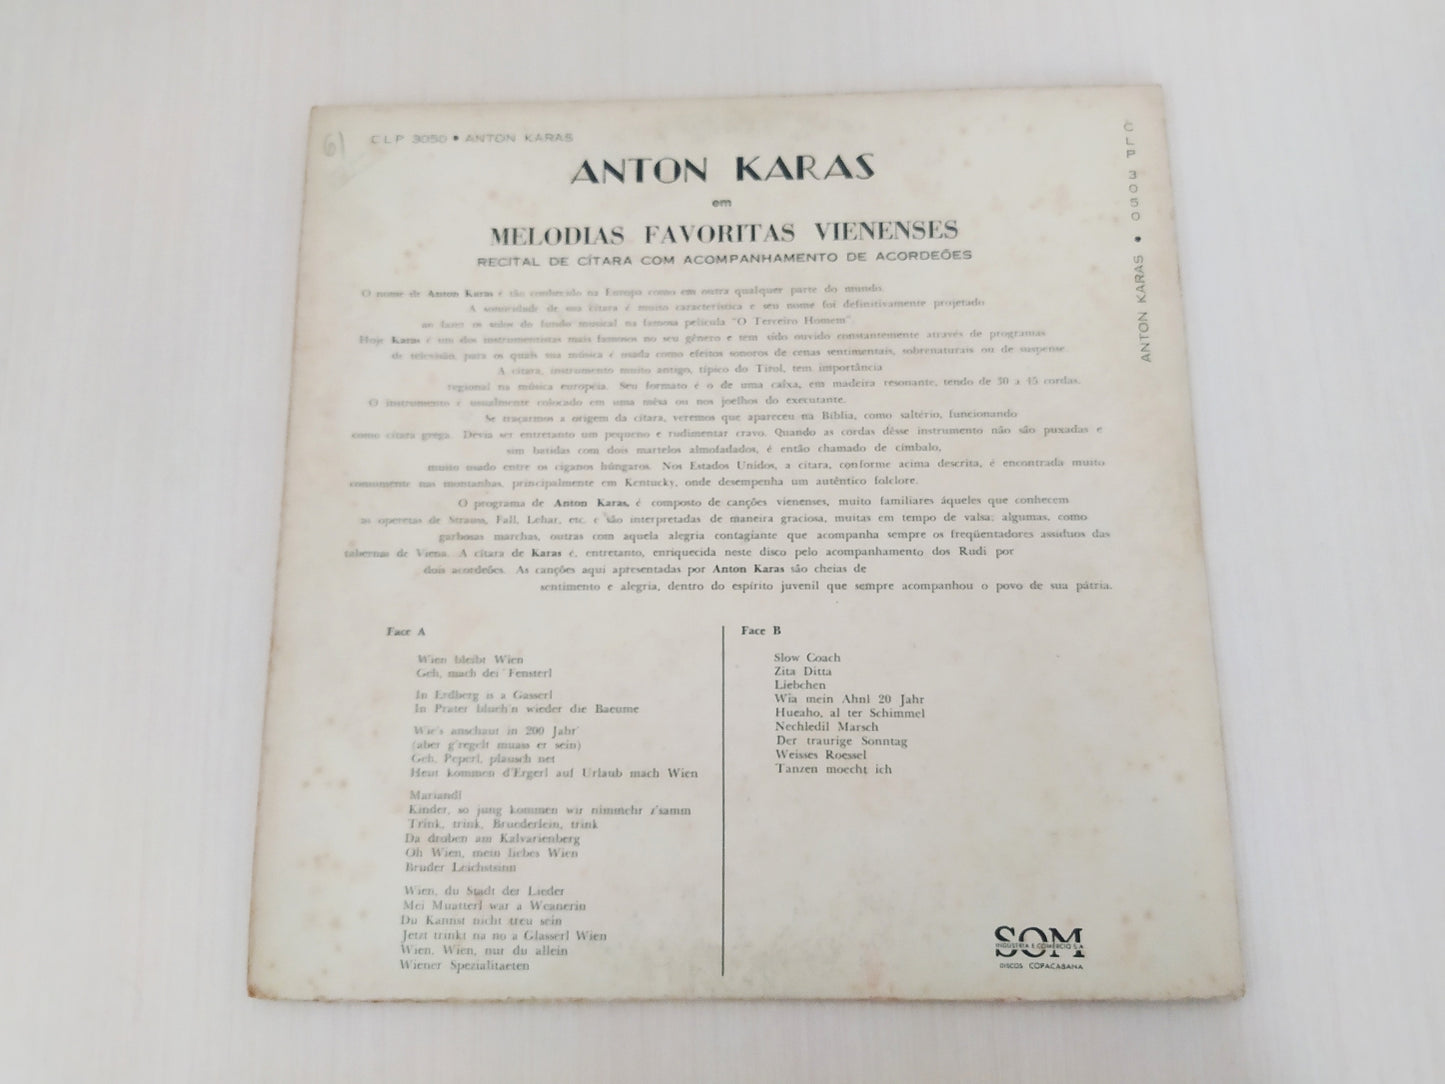 61
CLP 3050 • ANTON KARAS
ANTON KARAS
em
MELODIAS FAVORITAS VIENENSES
RECITAL DE CÍTARA COM ACOMPANHAMENTO DE ACORDEÕES
CLP 3050 • ANTON KARAS
O nome de Anton Karas é tão conhecido na Europa como em outra qualquer parte do mundo.
A sonoridade de sua cítara é muito característica e seu nome foi definitivamente projetado
ao fazer os solos do fundo musical na famosa película "O Terceiro Homem".
Hoje Karas é um dos instrumentistas mais famosos no seu gênero e tem sido ouvido constantemente através de programas
de televisão, para os quais sua música é usada como efeitos sonoros de cenas sentimentais, sobrenaturais ou de suspense.
A cítara, instrumento muito antigo, típico do Tirol, tem importância
regional na música européia. Seu formato é o de uma caixa, em madeira resonante, tendo de 30 a 45 cordas.
O instrumento é usualmente colocado em uma mêsa ou nos joelhos do executante.
Se traçarmos a origem da cítara, veremos que apareceu na Bíblia, como saltério, funcionando
como cítara grega. Devia ser entretanto um pequeno e rudimentar cravo. Quando as cordas dêsse instrumento não são puxadas e
sim batidas com dois martelos almofadados, é então chamado de címbalo,
muito usado entre os ciganos húngaros. Nos Estados Unidos, a cítara, conforme acima descrita, é encontrada muito
comumente nas montanhas, principalmente em Kentucky, onde desempenha um autêntico folclore.
O programa de Anton Karas, é composto de canções vienenses, muito familiares àqueles que conhecem
as operetas de Strauss, Fall, Lehar, etc. e são interpretadas de maneira graciosa, muitas em tempo de valsa; algumas, como
garbosas marchas, outras com aquela alegria contagiante que acompanha sempre os freqüentadores assíduos das
tabernas de Viena. A cítara de Karas é, entretanto, enriquecida neste disco pelo acompanhamento dos Rudi por
dois acordeões. As canções aqui apresentadas por Anton Karas são cheias de
sentimento e alegria, dentro do espírito juvenil que sempre acompanhou o povo de sua pátria.
Face A
Wien bleibt Wien
Geh, mach dei' Fensterl
In Erdberg is a Gasserl
In Prater blueh'n wieder die Baeume
Wie's anschaut in 200 Jahr'
(aber g'regelt muass er sein)
Geh, Peperl, plausch net
Heut kommen d'Ergerl auf Urlaub mach Wien
Mariandl
Kinder, so jung kommen wir nimmehr z'samm
Trink, trink, Bruederlein, trink
Da droben am Kalvarienberg
Oh Wien, mein liebes Wien
Bruder Leichstsinn
Wien, du Stadt der Lieder
Mei Muatterl war a Weanerin
Du Kannst nicht treu sein
Jetzt trinkt na no a Glasserl Wien
Wien, Wien, nur du allein
Wiener Spezialitaeten
Face B
Slow Coach
Zita Ditta
Liebchen
Wia mein Ahnl 20 Jahr
Hueaho, al ter Schimmel
Nechledil Marsch
Der traurige Sonntag
Weisses Roessel
Tanzen moecht ich
SOM
INDÚSTRIA E COMÉRCIO S.A
DISCOS COPACABANA